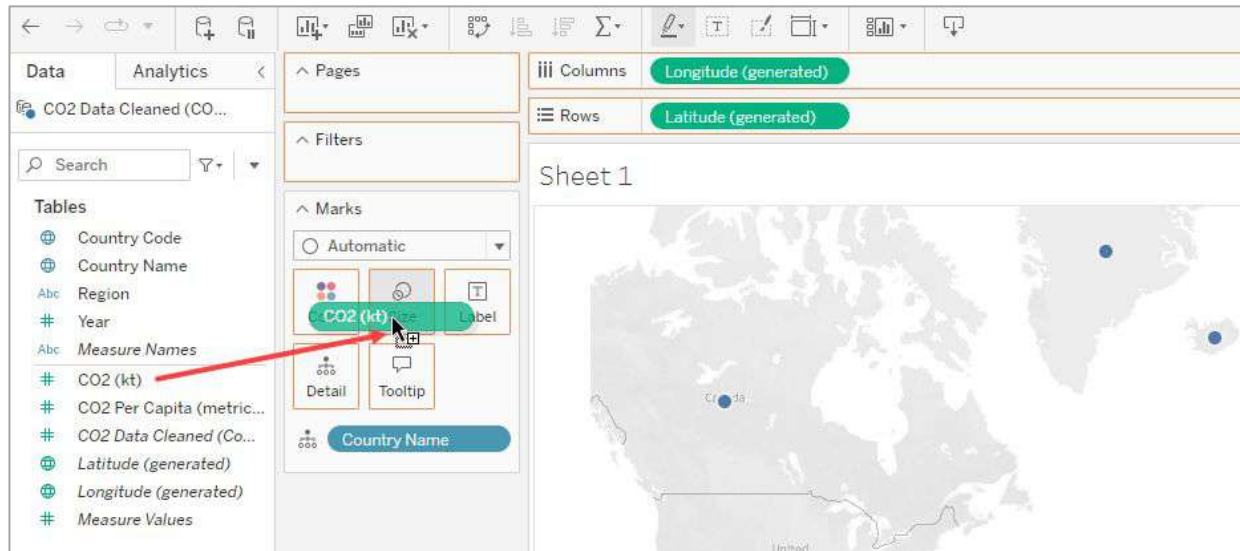 Data Analytics
CO2 Data Cleaned (CO...
Search
Tables
Country Code
Country Name
Abc Region
# Year
Abc Measure Names
# CO2 (kt)
# CO2 Per Capita (metric...
# CO2 Data Cleaned (Co...
Latitude (generated)
Longitude (generated)
# Measure Values
Pages
Filters
Marks
Automatic
CO2 (kt)
Label
Detail Tooltip
Country Name
Columns Longitude (generated)
Rows Latitude (generated)
Sheet 1
Canada
United